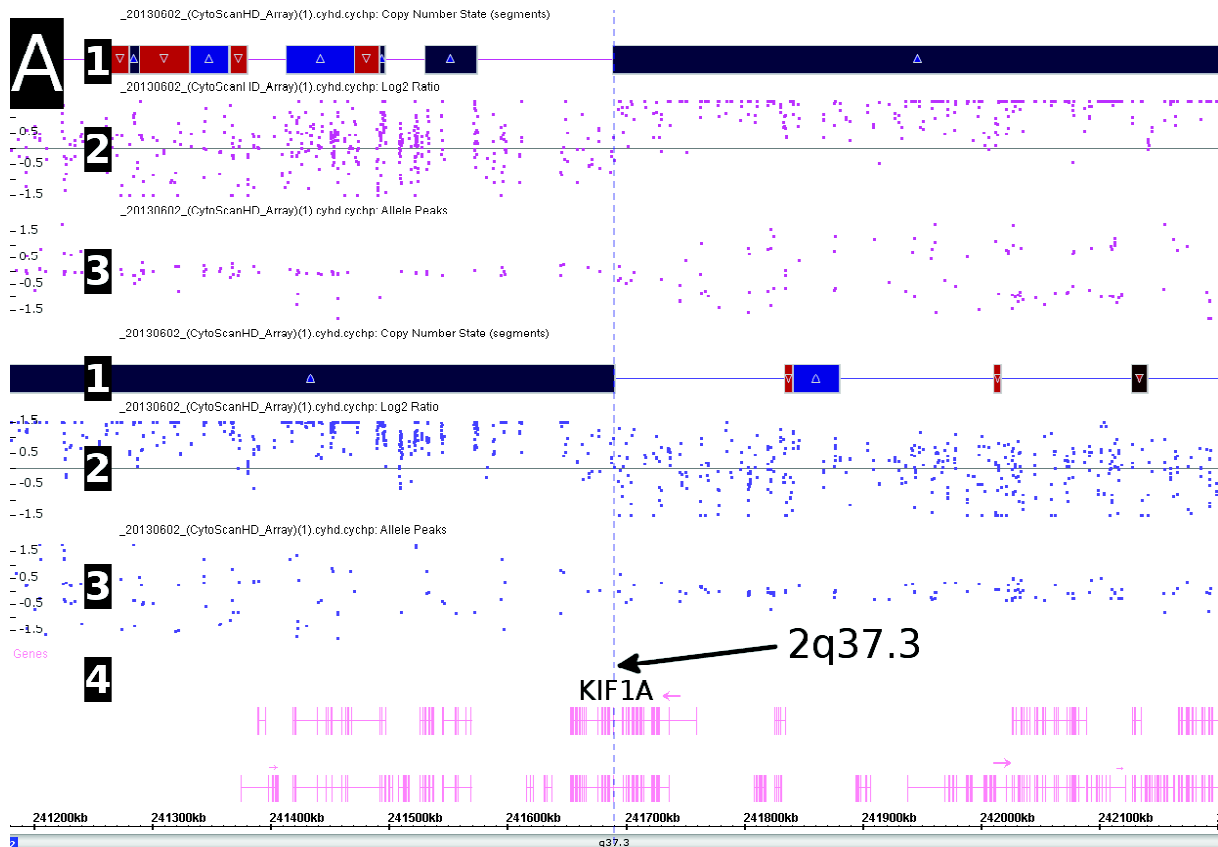 A
_20130602_(CytoScanHD_Array)(1).cyhd.cychp: Copy Number State (segments)
1
_20130602_(CytoScanHD_Array)(1).cyhd.cychp: Log2 Ratio
2
0.5
-0.5
-1.5
_20130602_(CytoScanHD_Array)(1).cyhd.cychp: Allele Peaks
3
1.5
0.5
-0.5
-1.5
_20130602_(CytoScanHD_Array)(1).cyhd.cychp: Copy Number State (segments)
1
_20130602_(CytoScanHD_Array)(1).cyhd.cychp: Log2 Ratio
2
1.5
0.5
-0.5
-1.5
_20130602_(CytoScanHD_Array)(1).cyhd.cychp: Allele Peaks
3
1.5
0.5
-0.5
-1.5
Genes
4
2q37.3
KIF1A
241200kb 241300kb 241400kb 241500kb 241600kb 241700kb 241800kb 241900kb 242000kb 242100kb
2 q37.3